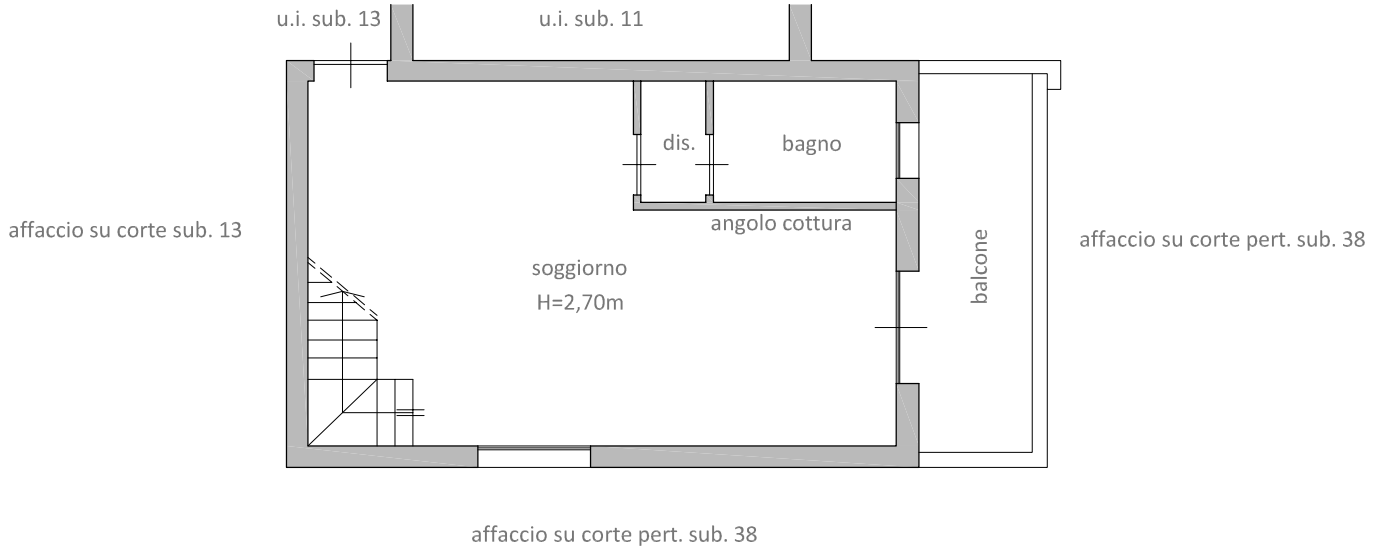 u.i. sub. 13
u.i. sub. 11
dis.
bagno
angolo cottura
affaccio su corte sub. 13
soggiorno
H=2,70m
balcone
affaccio su corte pert. sub. 38
affaccio su corte pert. sub. 38